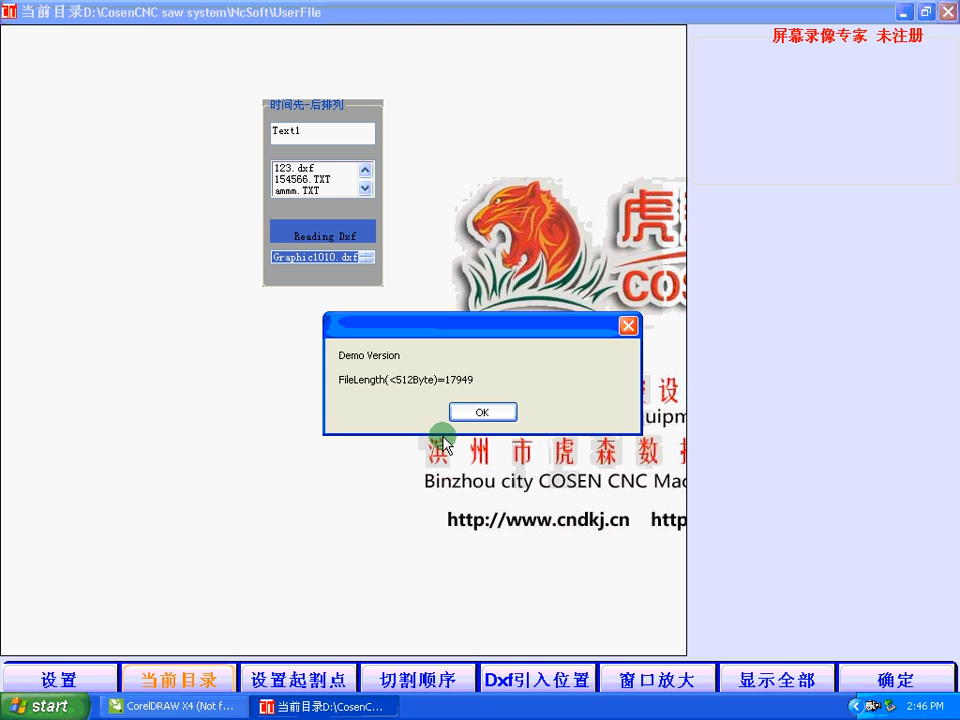 当前目录D:\CosenCNC saw system\NcSoft\UserFile
屏幕录像专家 未注册
时间先-后排列
Text1
123.dxf
154566.TXT
ammm.TXT
Reading Dxf
Graphic1010.dxf
虎
COS
Demo Version
FileLength(<512Byte)=17949
OK
设
uipm
滨州市虎森数
Binzhou city COSEN CNC Mac
http://www.cndkj.cn http
设置
当前目录
设置起割点
切割顺序
Dxf引入位置
窗口放大
显示全部
确定
start
CorelDRAW X4 (Not f...
当前目录D:\CosenC...
2:46 PM